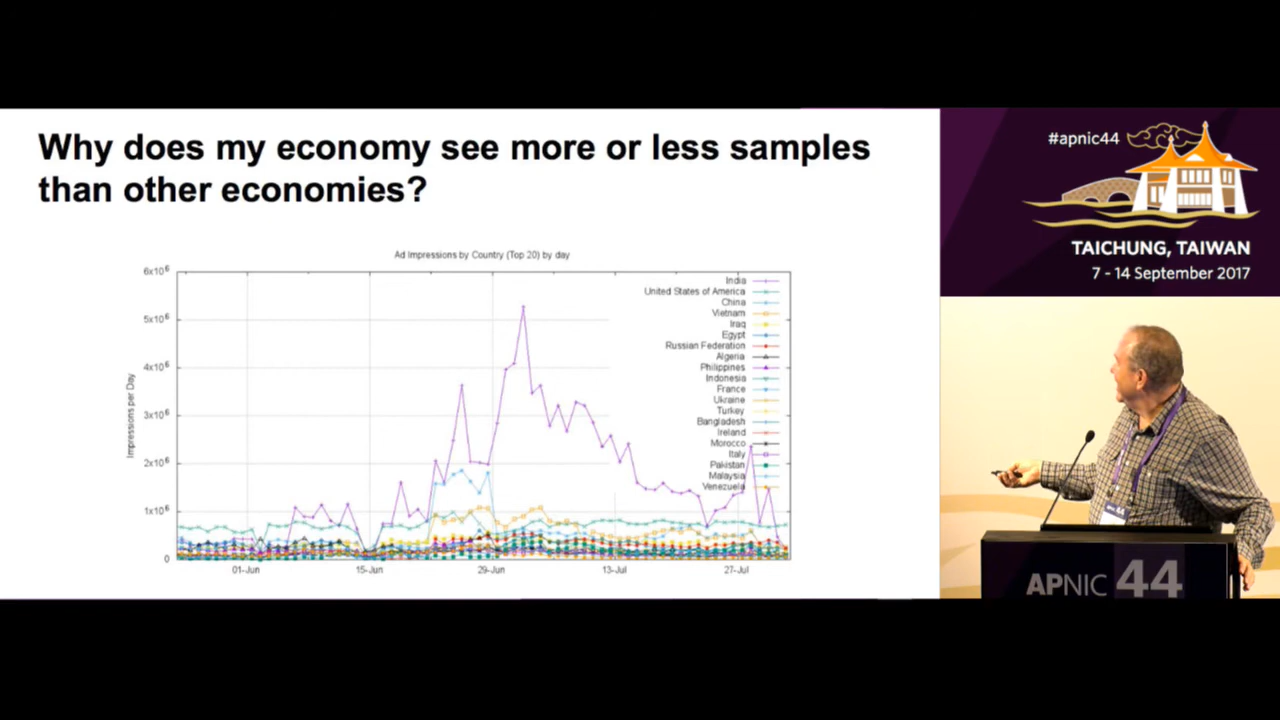 Why does my economy see more or less samples
than other economies?
Ad Impressions by Country (Top 20) by day
Impressions per Day
6x10⁶
5x10⁶
4x10⁶
3x10⁶
2x10⁶
1x10⁶
0
01-Jun
15-Jun
29-Jun
13-Jul
27-Jul
India
United States of America
China
Vietnam
Iraq
Egypt
Russian Federation
Algeria
Philippines
Indonesia
France
Ukraine
Turkey
Bangladesh
Ireland
Morocco
Italy
Pakistan
Malaysia
Venezuela
#apnic44
TAICHUNG, TAIWAN
7 - 14 September 2017
APNIC 44